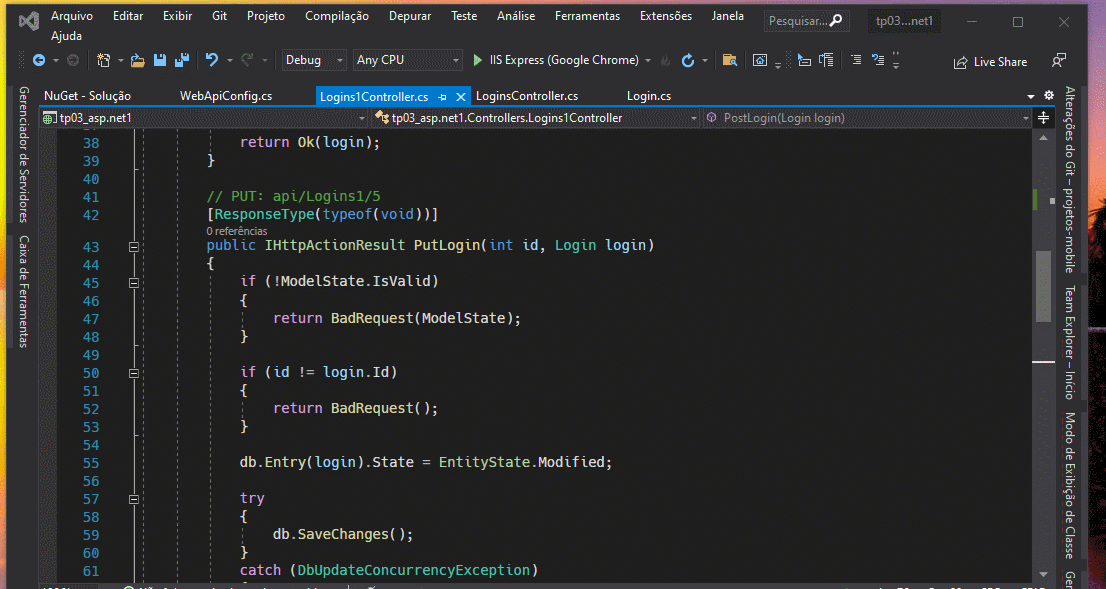 Arquivo Editar Exibir Git Projeto Compilação Depurar Teste Análise Ferramentas Extensões Janela Pesquisar... tp03...net1
Ajuda
Debug Any CPU IIS Express (Google Chrome) Live Share
NuGet - Solução WebApiConfig.cs Logins1Controller.cs LoginsController.cs Login.cs
tp03_asp.net1 tp03_asp.net1.Controllers.Logins1Controller PostLogin(Login login)
Gerenciador de Servidores
Caixa de Ferramentas
38 return Ok(login);
39 }
40
41 // PUT: api/Logins1/5
42 [ResponseType(typeof(void))]
0 referências
43 public IHttpActionResult PutLogin(int id, Login login)
44 {
45 if (!ModelState.IsValid)
46 {
47 return BadRequest(ModelState);
48 }
49
50 if (id != login.Id)
51 {
52 return BadRequest();
53 }
54
55 db.Entry(login).State = EntityState.Modified;
56
57 try
58 {
59 db.SaveChanges();
60 }
61 catch (DbUpdateConcurrencyException)
Alterações do Git – projetos-mobile
Team Explorer – Início
Modo de Exibição de Classe
Ger